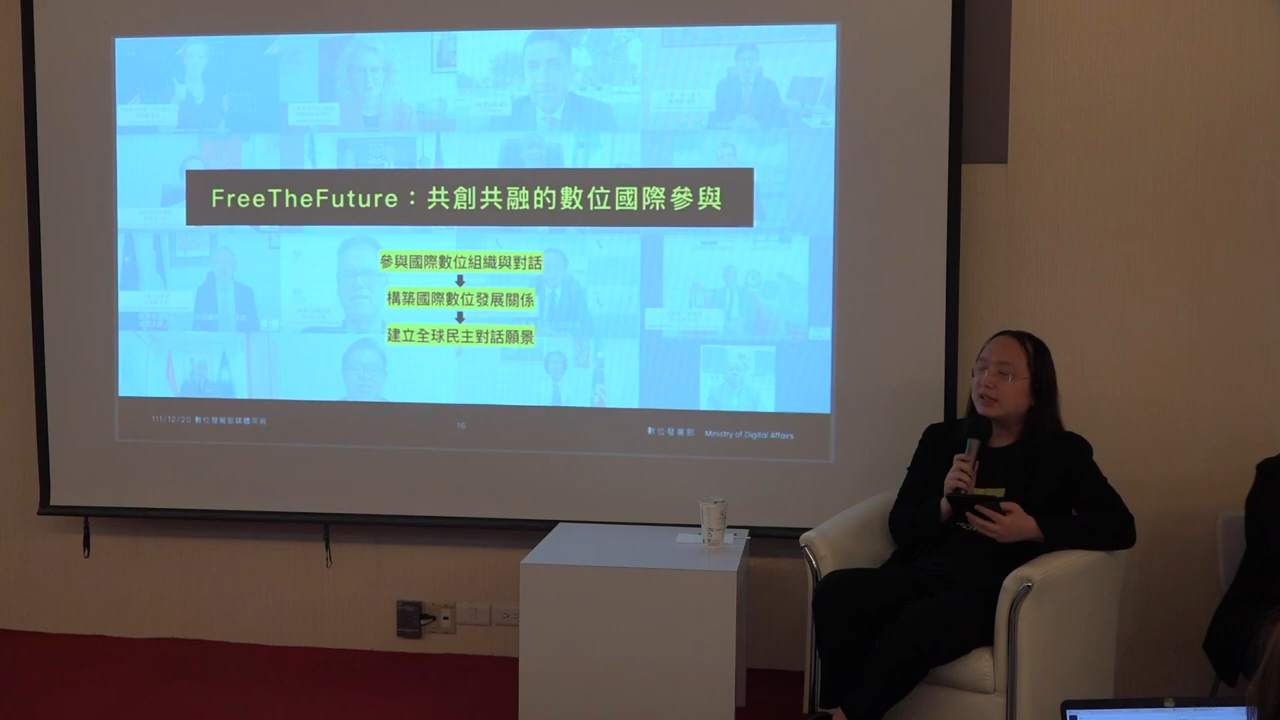 FreeTheFuture：共創共融的數位國際參與
參與國際數位組織與對話
構築國際數位發展關係
建立全球民主對話願景
111/12/20 數位發展部媒體茶敘
16
數位發展部 Ministry of Digital Affairs